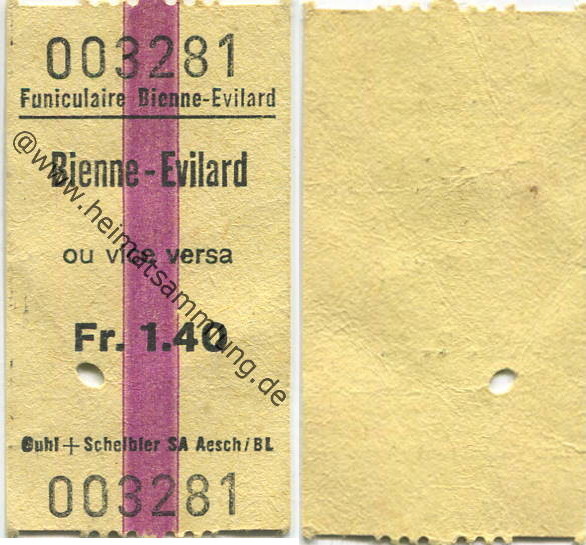 003281
Funiculaire Bienne-Evilard
Bienne-Evilard
ou vice versa
Fr. 1.40
Guhl + Scheibler SA Aesch/BL
003281
@www.heimatsammlung.de